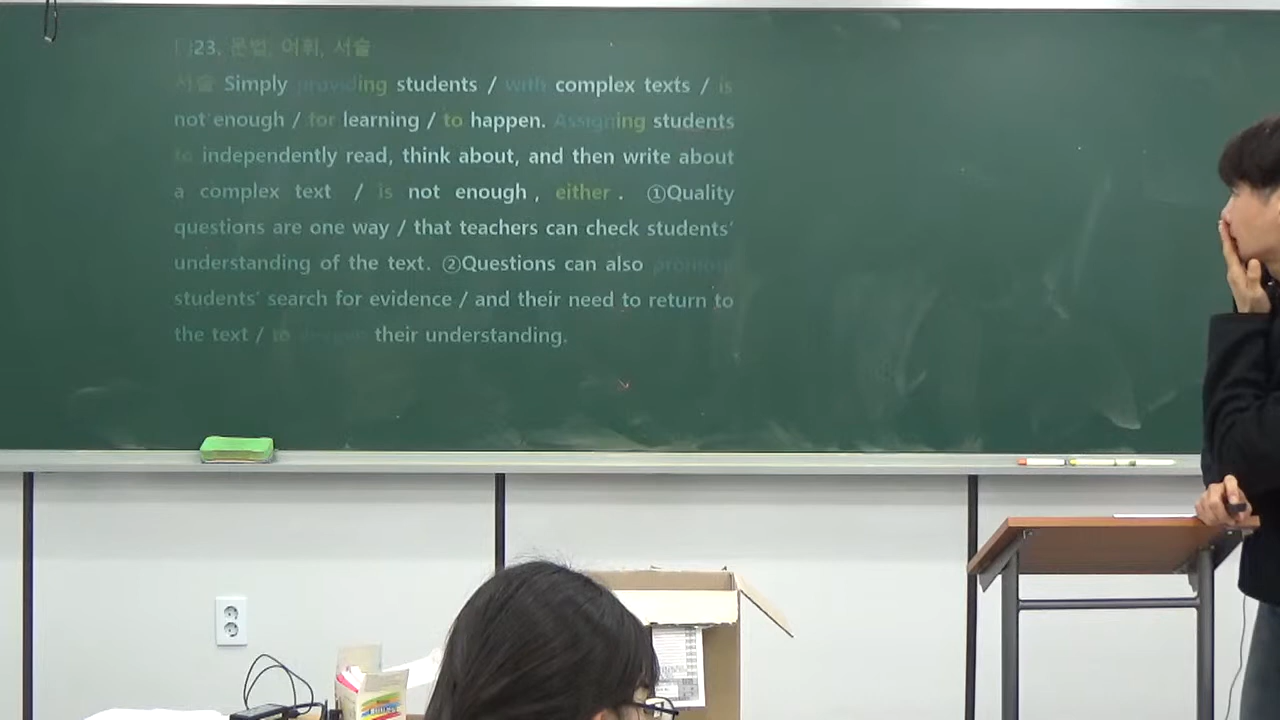 [ ]23. 문법, 어휘, 서술
서술 Simply providing students / with complex texts / is
not enough / for learning / to happen. Assigning students
to independently read, think about, and then write about
a complex text / is not enough, either. ①Quality
questions are one way / that teachers can check students'
understanding of the text. ②Questions can also promote
students' search for evidence / and their need to return to
the text / to deepen their understanding.